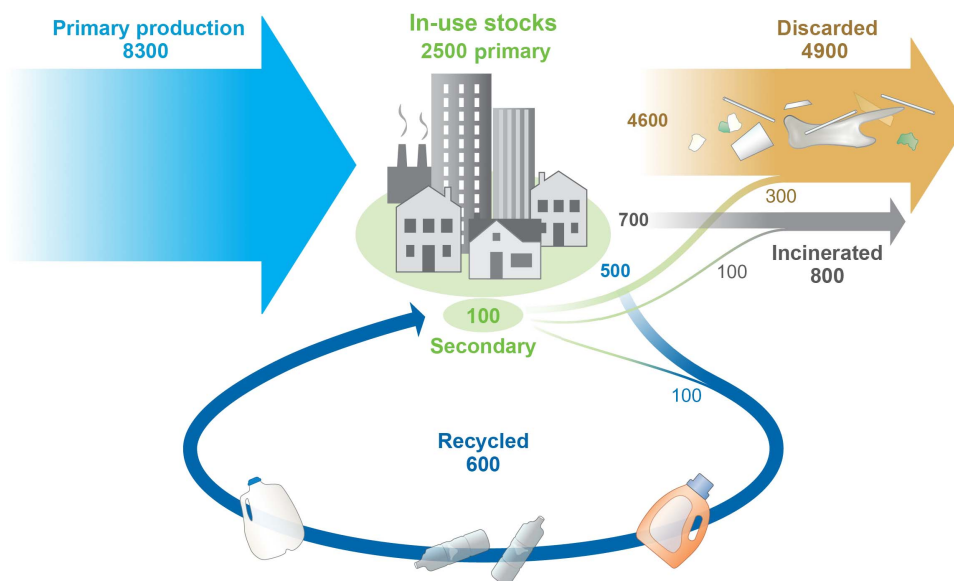 Primary production
8300
In-use stocks
2500 primary
Discarded
4900
4600
300
700
Incinerated
800
500
100
100
Secondary
100
Recycled
600